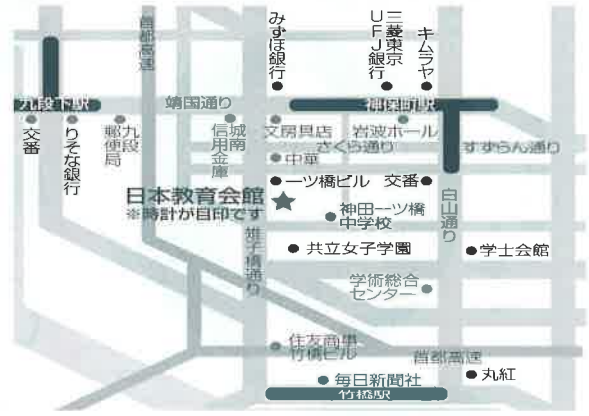 首都高速
みずほ銀行
三菱東京
UFJ銀行
キムラヤ
九段下駅
靖国通り
神保町駅
交番
りそな銀行
九段
郵便局
城南
信用金庫
文房具店
岩波ホール
さくら通り
すずらん通り
中華
一ツ橋ビル
交番
日本教育会館
※時計が目印です
神田一ツ橋
中学校
白山通り
雉子橋通り
共立女子学園
学士会館
学術総合
センター
住友商事
竹橋ビル
首都高速
毎日新聞社
丸紅
竹橋駅